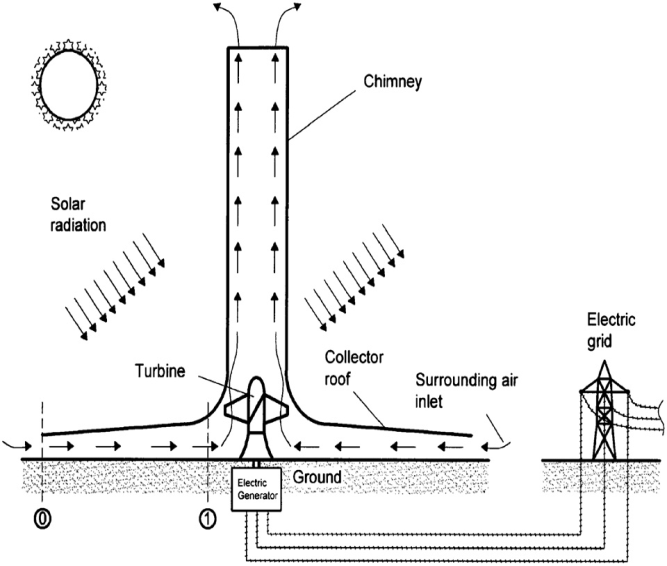 Chimney
Solar
radiation
Electric
grid
Turbine
Collector
roof
Surrounding air
inlet
Electric
Generator
Ground
0
1